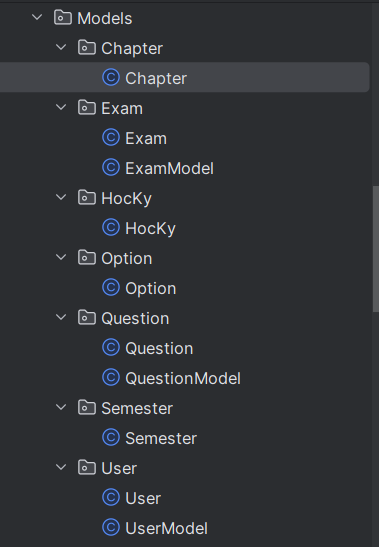 Models
Chapter
Chapter
Exam
Exam
ExamModel
HocKy
HocKy
Option
Option
Question
Question
QuestionModel
Semester
Semester
User
User
UserModel